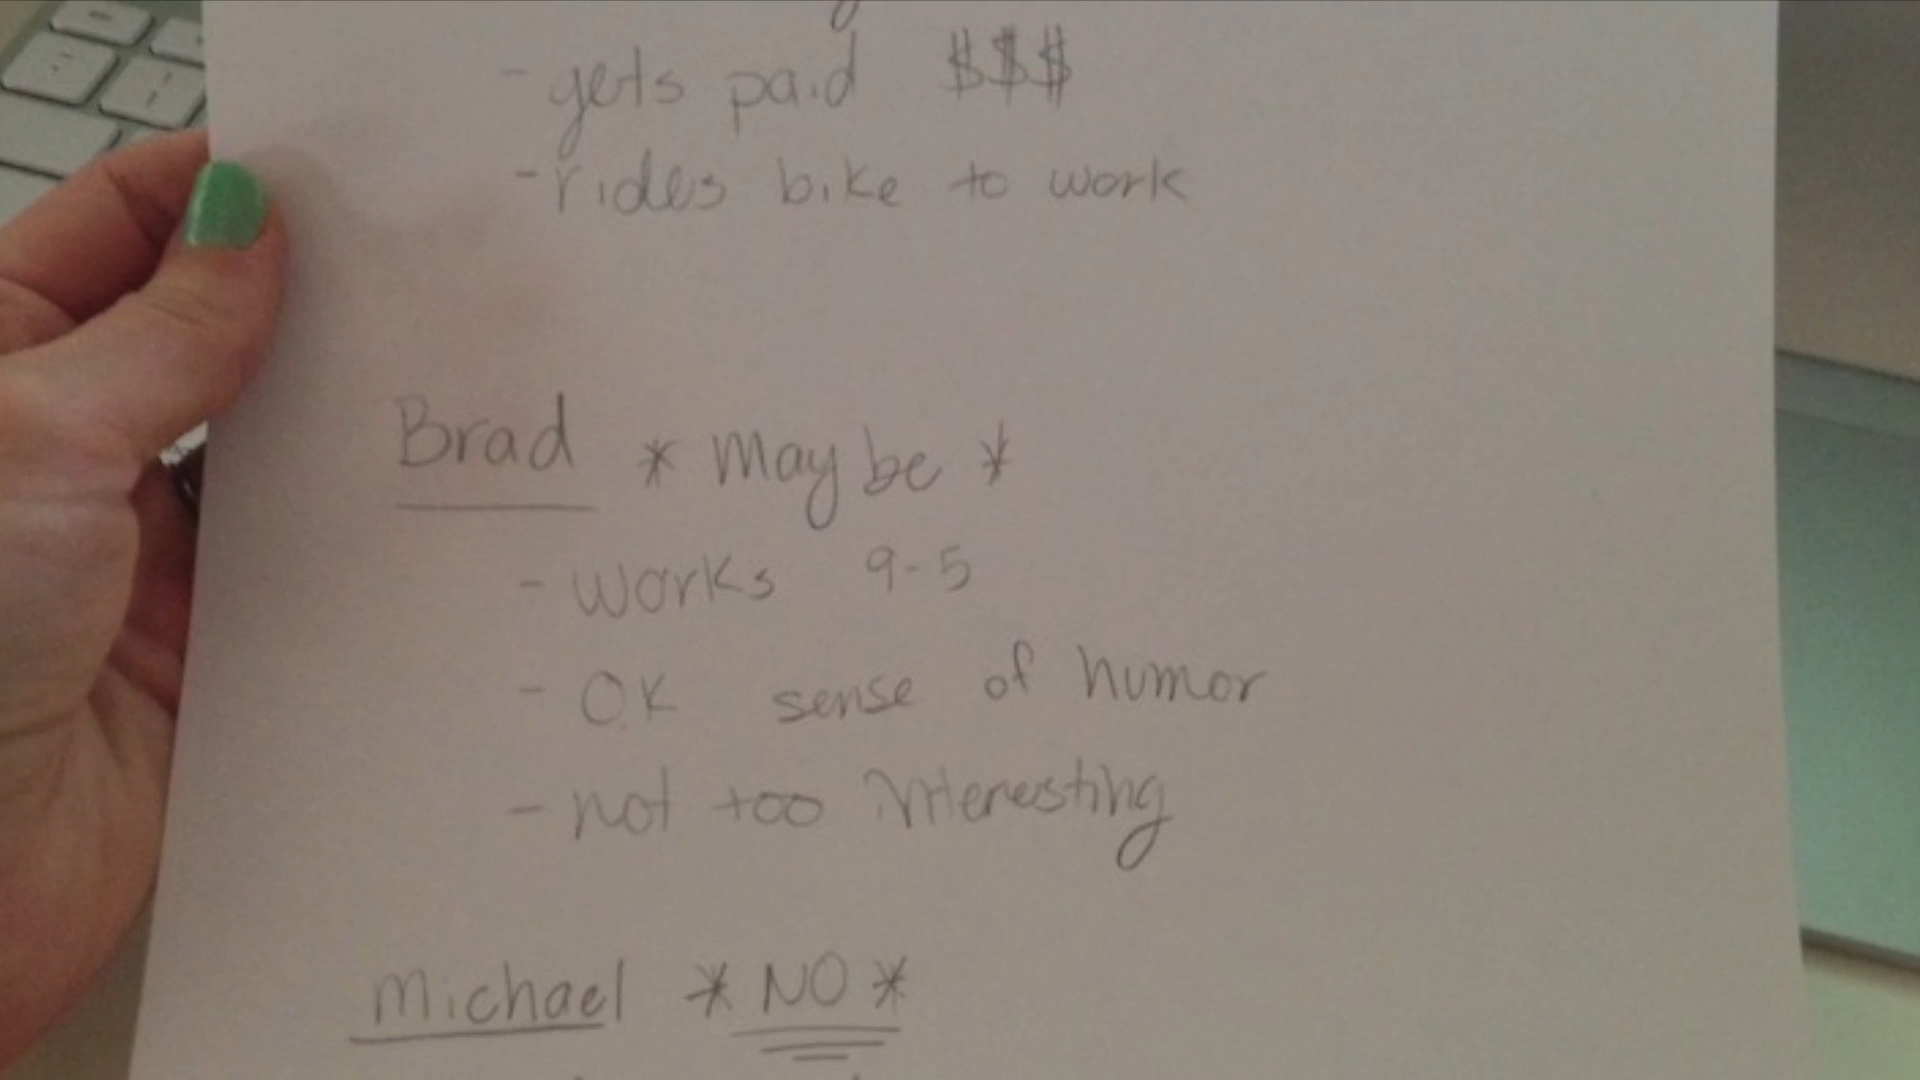 - gets paid $$$
- rides bike to work
Brad * maybe *
- works 9-5
- OK sense of humor
- not too interesting
Michael * NO *